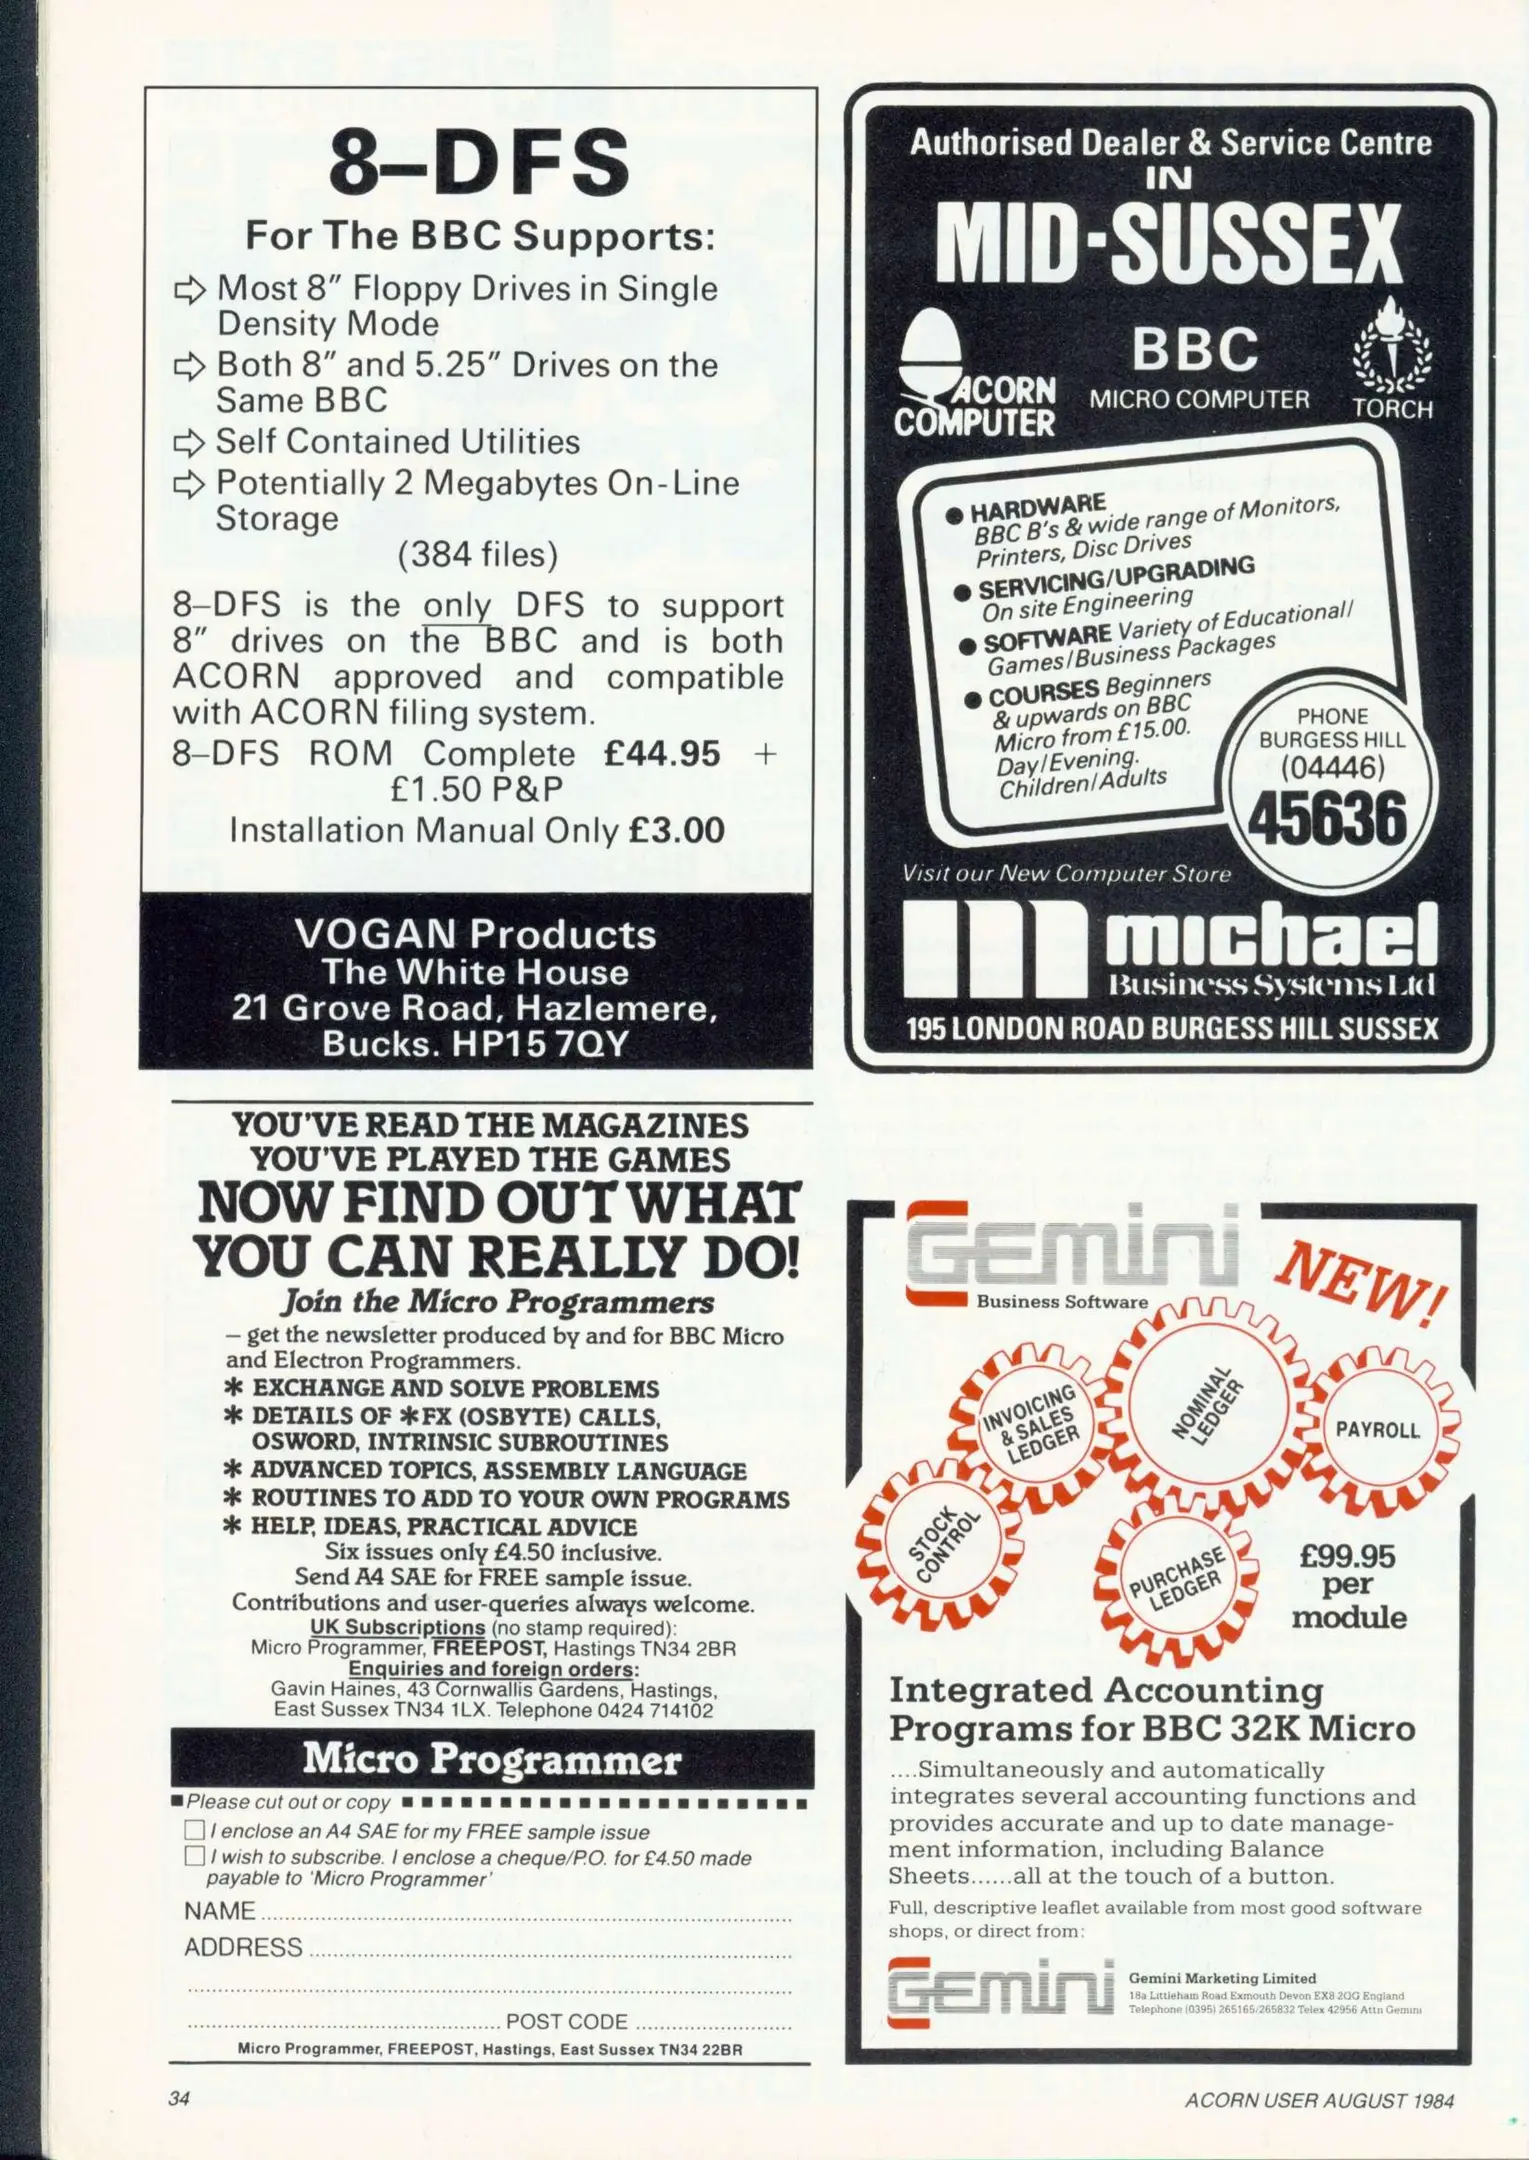 8–DFS
For The BBC Supports:
⇨ Most 8" Floppy Drives in Single
Density Mode
⇨ Both 8" and 5.25" Drives on the
Same BBC
⇨ Self Contained Utilities
⇨ Potentially 2 Megabytes On-Line
Storage
(384 files)
8–DFS is the only DFS to support
8" drives on the BBC and is both
ACORN approved and compatible
with ACORN filing system.
8–DFS ROM Complete £44.95 +
£1.50 P&P
Installation Manual Only £3.00
VOGAN Products
The White House
21 Grove Road, Hazlemere,
Bucks. HP15 7QY
Authorised Dealer & Service Centre
IN
MID-SUSSEX
ACORN
COMPUTER
BBC
MICRO COMPUTER
TORCH
● HARDWARE
BBC B's & wide range of Monitors,
Printers, Disc Drives
● SERVICING/UPGRADING
On site Engineering
● SOFTWARE Variety of Educational/
Games/Business Packages
● COURSES Beginners
& upwards on BBC
Micro from £15.00.
Day/Evening.
Children/Adults
PHONE
BURGESS HILL
(04446)
45636
Visit our New Computer Store
michael
Business Systems Ltd
195 LONDON ROAD BURGESS HILL SUSSEX
YOU'VE READ THE MAGAZINES
YOU'VE PLAYED THE GAMES
NOW FIND OUT WHAT
YOU CAN REALLY DO!
Join the Micro Programmers
– get the newsletter produced by and for BBC Micro
and Electron Programmers.
* EXCHANGE AND SOLVE PROBLEMS
* DETAILS OF *FX (OSBYTE) CALLS,
OSWORD, INTRINSIC SUBROUTINES
* ADVANCED TOPICS, ASSEMBLY LANGUAGE
* ROUTINES TO ADD TO YOUR OWN PROGRAMS
* HELP, IDEAS, PRACTICAL ADVICE
Six issues only £4.50 inclusive.
Send A4 SAE for FREE sample issue.
Contributions and user-queries always welcome.
UK Subscriptions (no stamp required):
Micro Programmer, FREEPOST, Hastings TN34 2BR
Enquiries and foreign orders:
Gavin Haines, 43 Cornwallis Gardens, Hastings,
East Sussex TN34 1LX. Telephone 0424 714102
Micro Programmer
Please cut out or copy
I enclose an A4 SAE for my FREE sample issue
I wish to subscribe. I enclose a cheque/P.O. for £4.50 made
payable to 'Micro Programmer'
NAME
ADDRESS
POST CODE
Micro Programmer, FREEPOST, Hastings, East Sussex TN34 22BR
Gemini
Business Software
NEW!
INVOICING
& SALES
LEDGER
NOMINAL
LEDGER
PAYROLL
STOCK
CONTROL
PURCHASE
LEDGER
£99.95
per
module
Integrated Accounting
Programs for BBC 32K Micro
....Simultaneously and automatically
integrates several accounting functions and
provides accurate and up to date manage-
ment information, including Balance
Sheets......all at the touch of a button.
Full, descriptive leaflet available from most good software
shops, or direct from:
Gemini
Gemini Marketing Limited
18a Littleham Road Exmouth Devon EX8 2QG England
Telephone (0395) 265165/265832 Telex 42956 Attn Gemini
34
ACORN USER AUGUST 1984